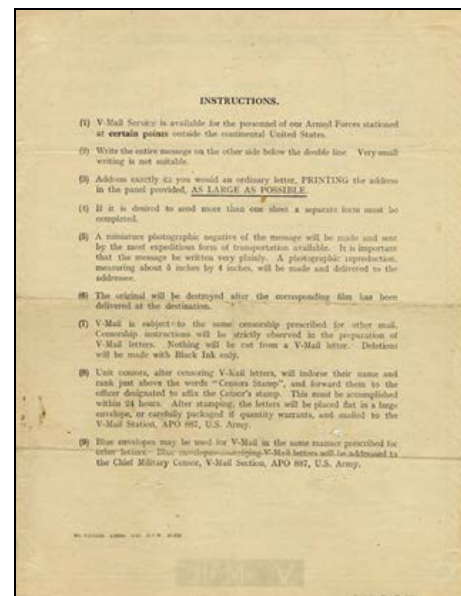 INSTRUCTIONS.
(1) V-Mail Service is available for the personnel of our Armed Forces stationed
at certain points outside the continental United States.
(2) Write the entire message on the other side below the double line. Very small
writing is not suitable.
(3) Address exactly as you would an ordinary letter, PRINTING the address
in the panel provided, AS LARGE AS POSSIBLE.
(4) If it is desired to send more than one sheet a separate form must be
completed.
(5) A miniature photographic negative of the message will be made and sent
by the most expeditious form of transportation available. It is important
that the message be written very plainly. A photographic reproduction,
measuring about 5 inches by 4 inches, will be made and delivered to the
addressee.
(6) The original will be destroyed after the corresponding film has been
delivered at the destination.
(7) V-Mail is subject to the same censorship prescribed for other mail.
Censorship instructions will be strictly observed in the preparation of
V-Mail letters. Nothing will be cut from a V-Mail letter. Deletions
will be made with Black Ink only.
(8) Unit censors, after censoring V-Mail letters, will indorse their name and
rank just above the words "Censors Stamp", and forward them to the
officer designated to affix the Censor's stamp. This must be accomplished
within 24 hours. After stamping, the letters will be placed flat in a large
envelope, or carefully packaged if quantity warrants, and mailed to the
V-Mail Station, APO 887, U.S. Army.
(9) Blue envelopes may be used for V-Mail in the same manner prescribed for
other letters. Blue envelopes containing V-Mail letters will be addressed to
the Chief Military Censor, V-Mail Section, APO 887, U.S. Army.